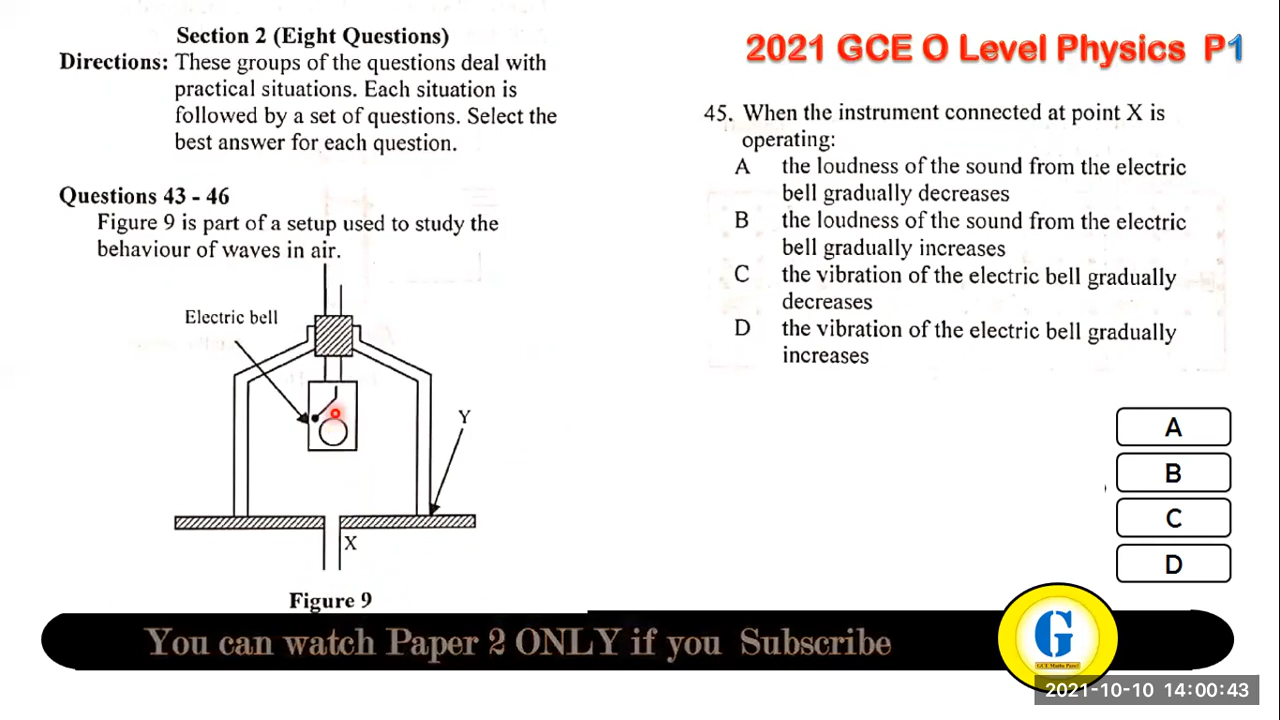 Section 2 (Eight Questions)
Directions: These groups of the questions deal with
practical situations. Each situation is
followed by a set of questions. Select the
best answer for each question.
Questions 43 - 46
Figure 9 is part of a setup used to study the
behaviour of waves in air.
Electric bell
Y
X
Figure 9
2021 GCE O Level Physics P1
45. When the instrument connected at point X is
operating:
A the loudness of the sound from the electric
bell gradually decreases
B the loudness of the sound from the electric
bell gradually increases
C the vibration of the electric bell gradually
decreases
D the vibration of the electric bell gradually
increases
A
B
C
D
You can watch Paper 2 ONLY if you Subscribe
G
GCE Maths Pass!
2021-10-10 14:00:43